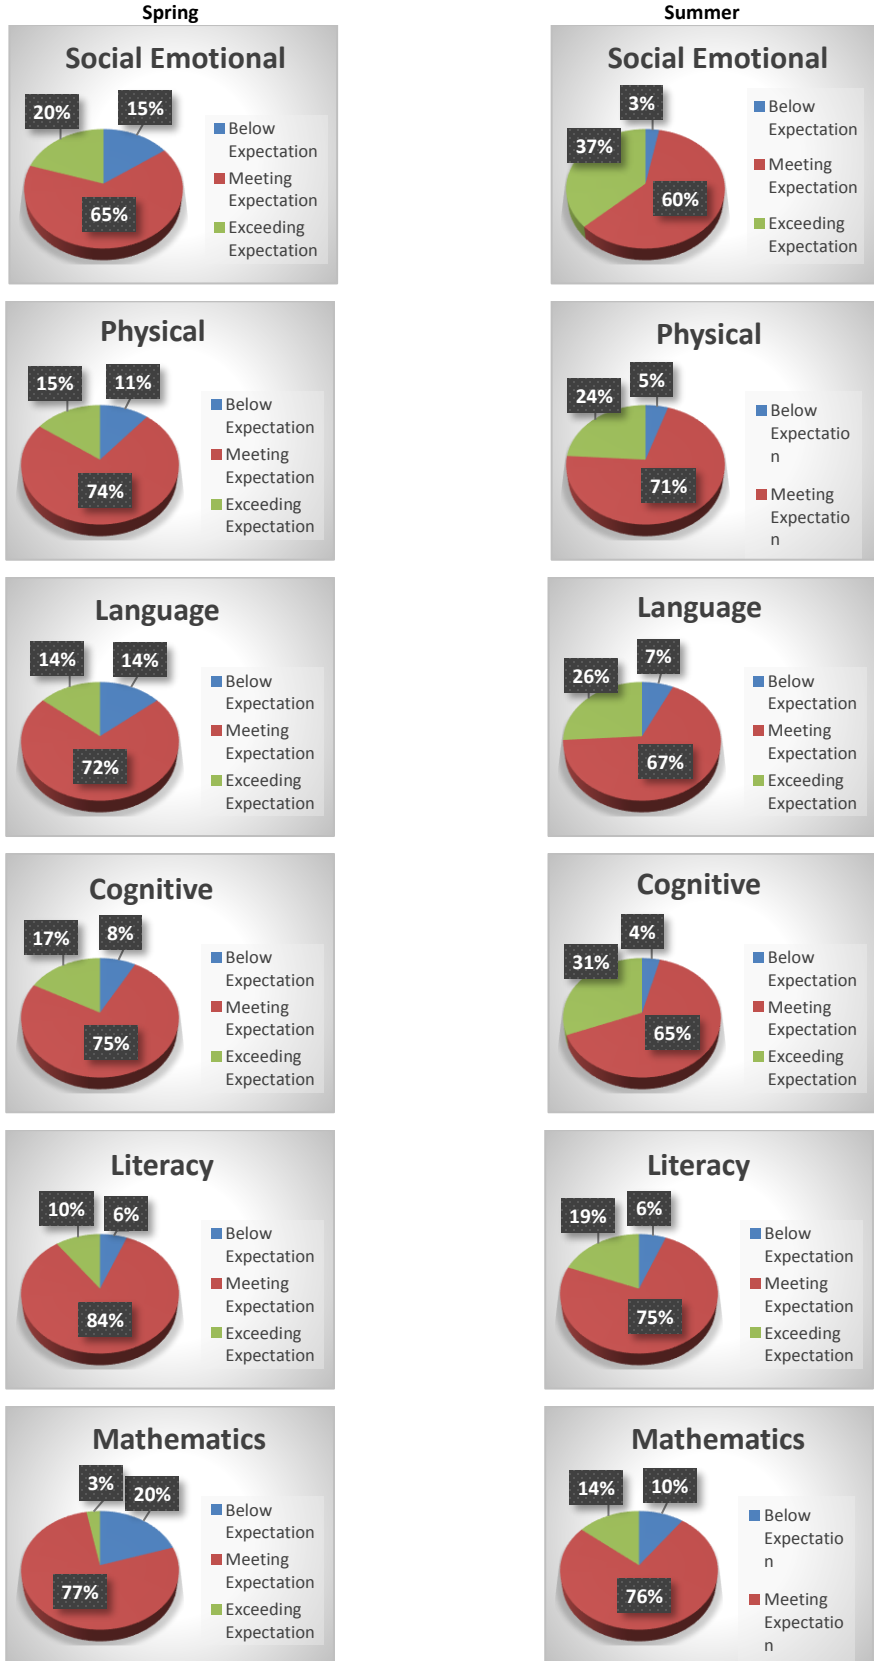 Spring
Summer
Social Emotional
20%
15%
65%
Below
Expectation
Meeting
Expectation
Exceeding
Expectation
Social Emotional
3%
37%
60%
Below
Expectation
Meeting
Expectation
Exceeding
Expectation
Physical
15%
11%
74%
Below
Expectation
Meeting
Expectation
Exceeding
Expectation
Physical
5%
24%
71%
Below
Expectatio
n
Meeting
Expectatio
n
Language
14%
14%
72%
Below
Expectation
Meeting
Expectation
Exceeding
Expectation
Language
7%
26%
67%
Below
Expectation
Meeting
Expectation
Exceeding
Expectation
Cognitive
17%
8%
75%
Below
Expectation
Meeting
Expectation
Exceeding
Expectation
Cognitive
4%
31%
65%
Below
Expectation
Meeting
Expectation
Exceeding
Expectation
Literacy
10%
6%
84%
Below
Expectation
Meeting
Expectation
Exceeding
Expectation
Literacy
6%
19%
75%
Below
Expectation
Meeting
Expectation
Exceeding
Expectation
Mathematics
3%
20%
77%
Below
Expectation
Meeting
Expectation
Exceeding
Expectation
Mathematics
14%
10%
76%
Below
Expectatio
n
Meeting
Expectatio
n